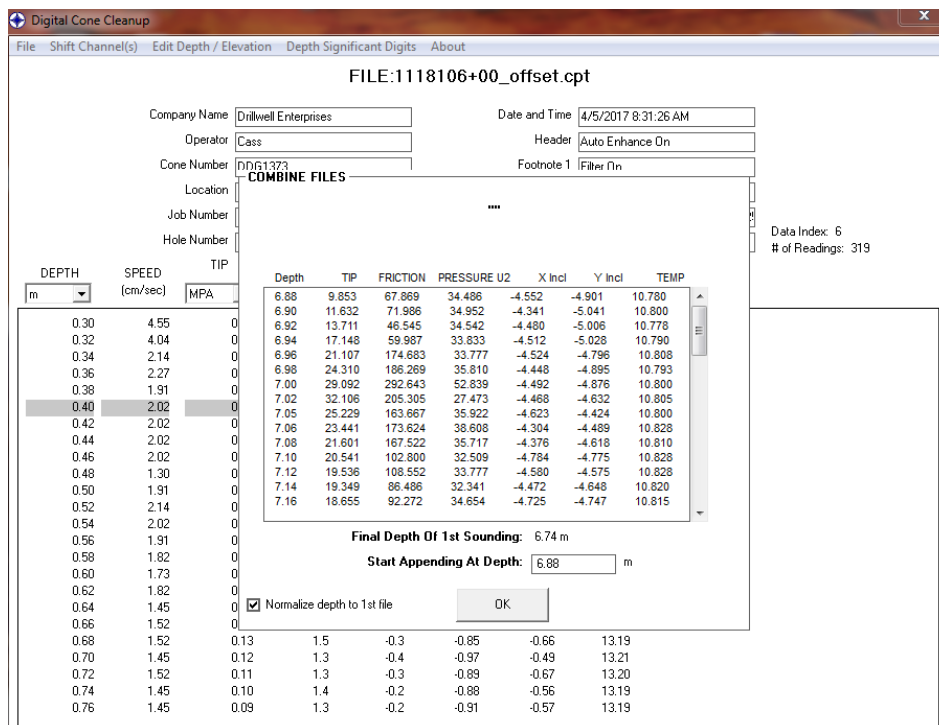 Digital Cone Cleanup
X
File Shift Channel(s) Edit Depth / Elevation Depth Significant Digits About
FILE:1118106+00_offset.cpt
Company Name Drillwell Enterprises Date and Time 4/5/2017 8:31:26 AM
Operator Cass Header Auto Enhance On
Cone Number DDG1373 Footnote 1 Filter On
COMBINE FILES
Location
....
Job Number
Data Index: 6
Hole Number
# of Readings: 319
DEPTH SPEED TIP
(cm/sec)
m MPA
Depth TIP FRICTION PRESSURE U2 X Incl Y Incl TEMP
6.88 9.853 67.869 34.486 -4.552 -4.901 10.780
6.90 11.632 71.986 34.952 -4.341 -5.041 10.800
6.92 13.711 46.545 34.542 -4.480 -5.006 10.778
6.94 17.148 59.987 33.833 -4.512 -5.028 10.790
6.96 21.107 174.683 33.777 -4.524 -4.796 10.808
6.98 24.310 186.269 35.810 -4.448 -4.895 10.793
7.00 29.092 292.643 52.839 -4.492 -4.876 10.800
7.02 32.106 205.305 27.473 -4.468 -4.632 10.805
7.05 25.229 163.667 35.922 -4.623 -4.424 10.800
7.06 23.441 173.624 38.608 -4.304 -4.489 10.828
7.08 21.601 167.522 35.717 -4.376 -4.618 10.810
7.10 20.541 102.800 32.509 -4.784 -4.775 10.828
7.12 19.536 108.552 33.777 -4.580 -4.575 10.828
7.14 19.349 86.486 32.341 -4.472 -4.648 10.820
7.16 18.655 92.272 34.654 -4.725 -4.747 10.815
Final Depth Of 1st Sounding: 6.74 m
Start Appending At Depth: 6.88 m
Normalize depth to 1st file OK
0.30 4.55 0
0.32 4.04 0
0.34 2.14 0
0.36 2.27 0
0.38 1.91 0
0.40 2.02 0
0.42 2.02 0
0.44 2.02 0
0.46 2.02 0
0.48 1.30 0
0.50 1.91 0
0.52 2.14 0
0.54 2.02 0
0.56 1.91 0
0.58 1.82 0
0.60 1.73 0
0.62 1.82 0
0.64 1.45 0
0.66 1.52 0
0.68 1.52 0.13 1.5 -0.3 -0.85 -0.66 13.19
0.70 1.45 0.12 1.3 -0.4 -0.97 -0.49 13.21
0.72 1.52 0.11 1.3 -0.3 -0.89 -0.67 13.20
0.74 1.45 0.10 1.4 -0.2 -0.88 -0.56 13.19
0.76 1.45 0.09 1.3 -0.2 -0.91 -0.57 13.19